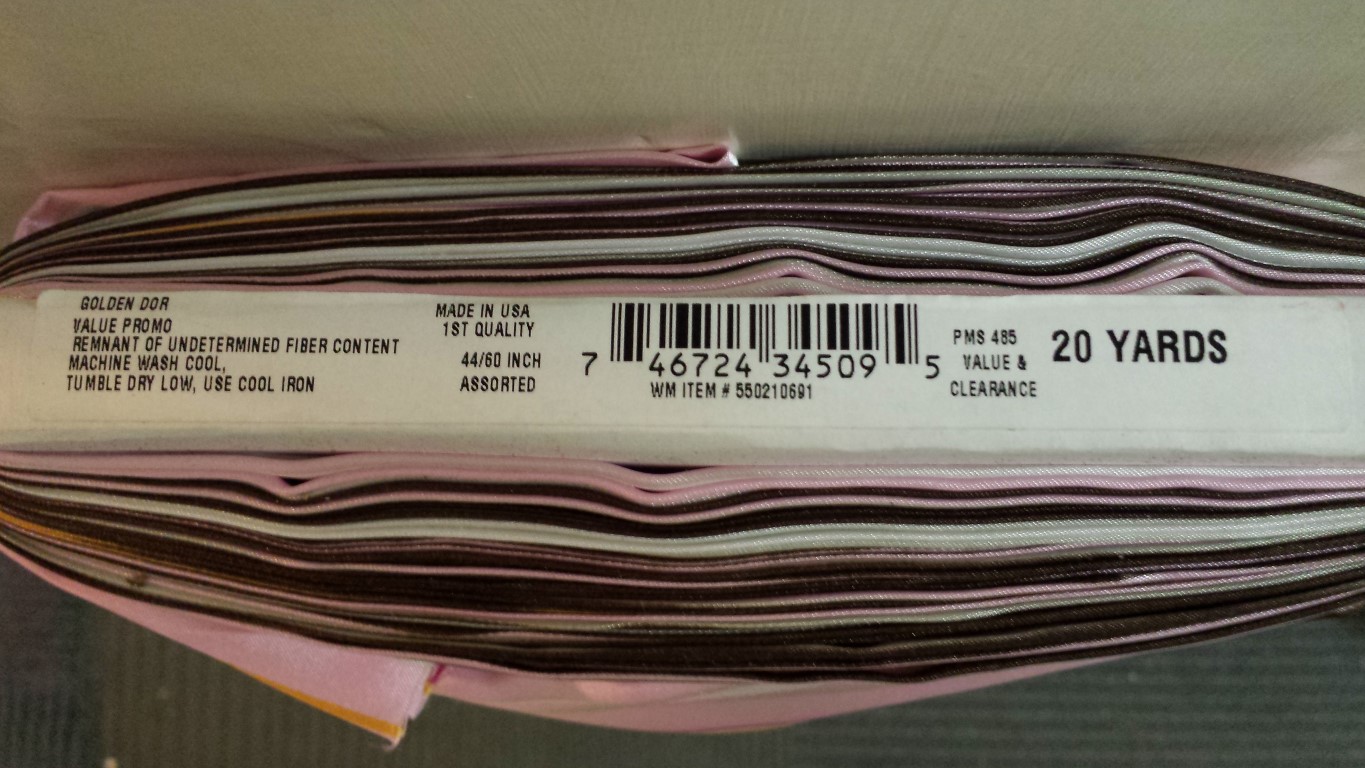 GOLDEN DOR
VALUE PROMO
REMNANT OF UNDETERMINED FIBER CONTENT
MACHINE WASH COOL,
TUMBLE DRY LOW, USE COOL IRON
MADE IN USA
1ST QUALITY
44/60 INCH
ASSORTED
7 46724 34509 5
WM ITEM # 550210691
PMS 485
VALUE &
CLEARANCE
20 YARDS